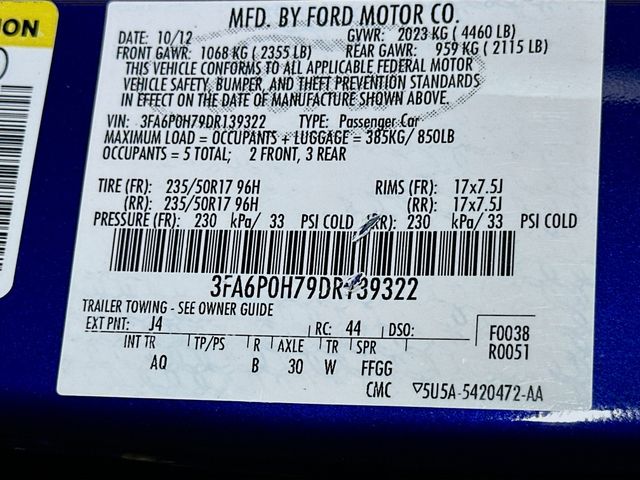 ION
MFD. BY FORD MOTOR CO.
DATE: 10/12 GVWR: 2023 KG ( 4460 LB)
FRONT GAWR: 1068 KG ( 2355 LB) REAR GAWR: 959 KG ( 2115 LB)
THIS VEHICLE CONFORMS TO ALL APPLICABLE FEDERAL MOTOR
VEHICLE SAFETY, BUMPER, AND THEFT PREVENTION STANDARDS
IN EFFECT ON THE DATE OF MANUFACTURE SHOWN ABOVE.
VIN: 3FA6P0H79DR139322 TYPE: Passenger Car
MAXIMUM LOAD = OCCUPANTS + LUGGAGE = 385KG/ 850LB
OCCUPANTS = 5 TOTAL; 2 FRONT, 3 REAR
TIRE (FR): 235/50R17 96H RIMS (FR): 17x7.5J
(RR): 235/50R17 96H (RR): 17x7.5J
PRESSURE (FR): 230 kPa/ 33 PSI COLD (RR): 230 kPa/ 33 PSI COLD
3FA6P0H79DR139322
TRAILER TOWING - SEE OWNER GUIDE
EXT PNT: J4 RC: 44 DSO: F0038
INT TR TP/PS R AXLE TR SPR R0051
AQ B 30 W FFGG
CMC ▽5U5A-5420472-AA